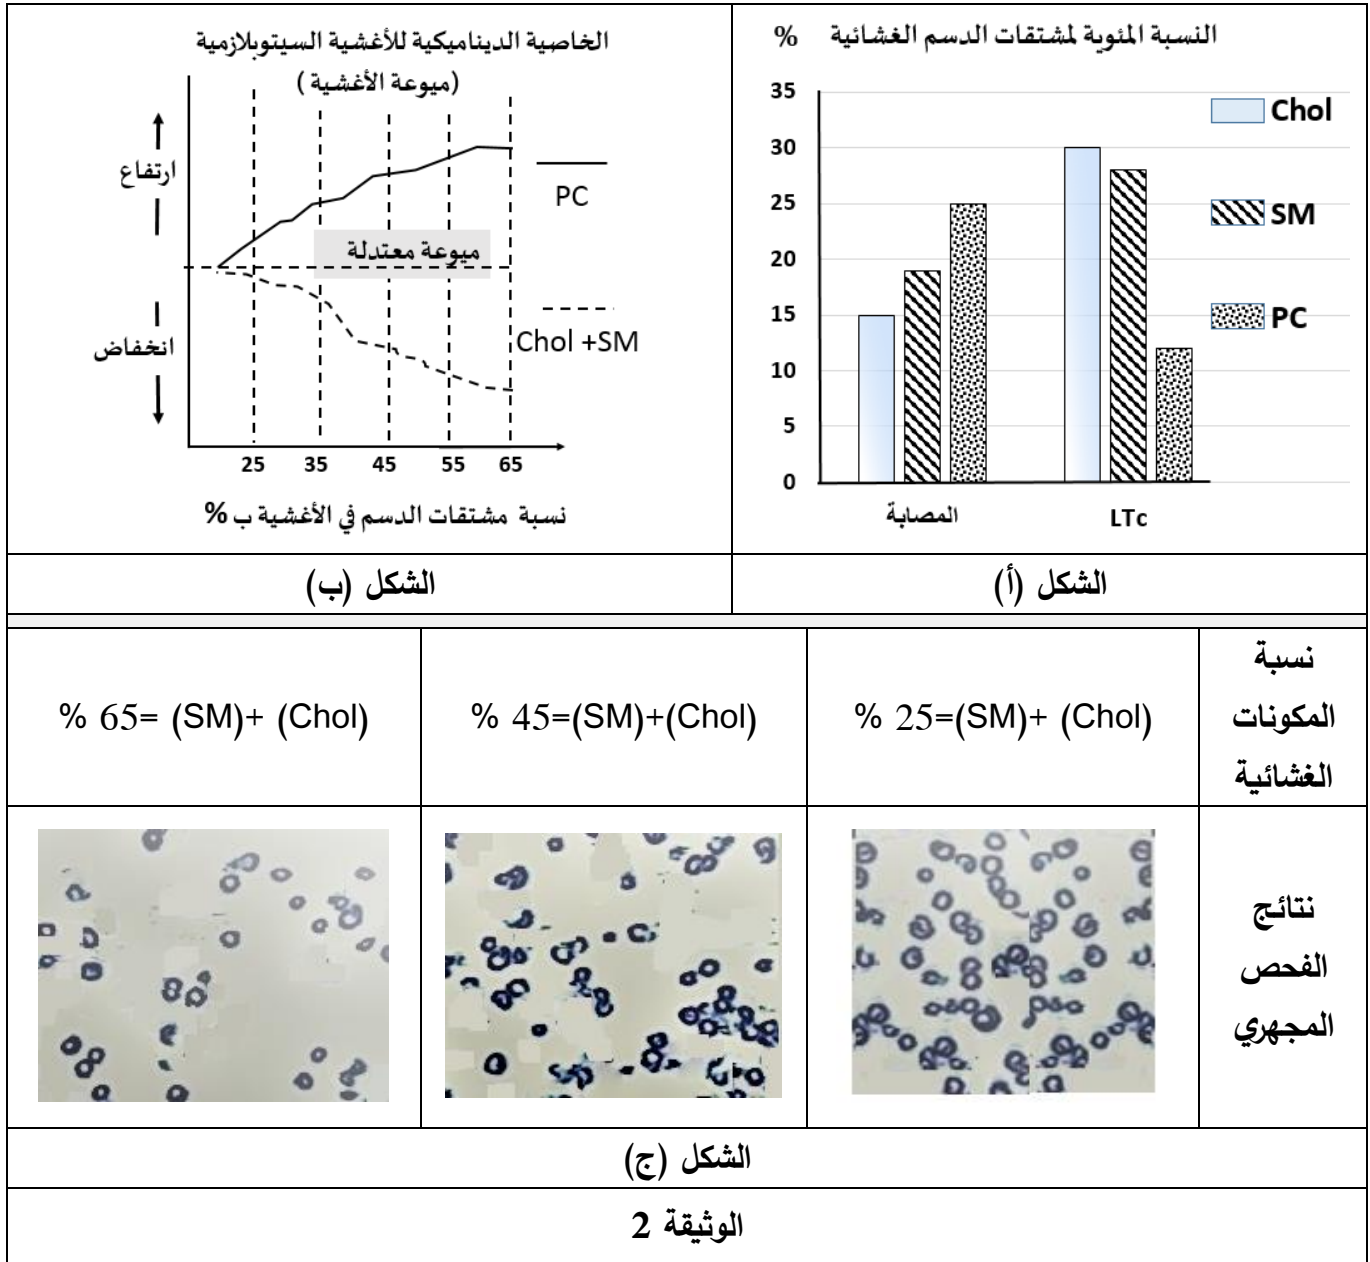 النسبة المئوية لمشتقات الدسم الغشائية %
35
30
25
20
15
10
5
0
Chol
SM
PC
المصابة
LTc
الشكل (أ)
الخاصية الديناميكية للأغشية السيتوبلازمية
(ميوعة الأغشية )
ارتفاع
انخفاض
PC
ميوعة معتدلة
Chol +SM
25 35 45 55 65
نسبة مشتقات الدسم في الأغشية ب %
الشكل (ب)
نسبة
المكونات
الغشائية
% 25=(SM)+ (Chol)
% 45=(SM)+(Chol)
% 65= (SM)+ (Chol)
نتائج
الفحص
المجهري
الشكل (ج)
الوثيقة 2